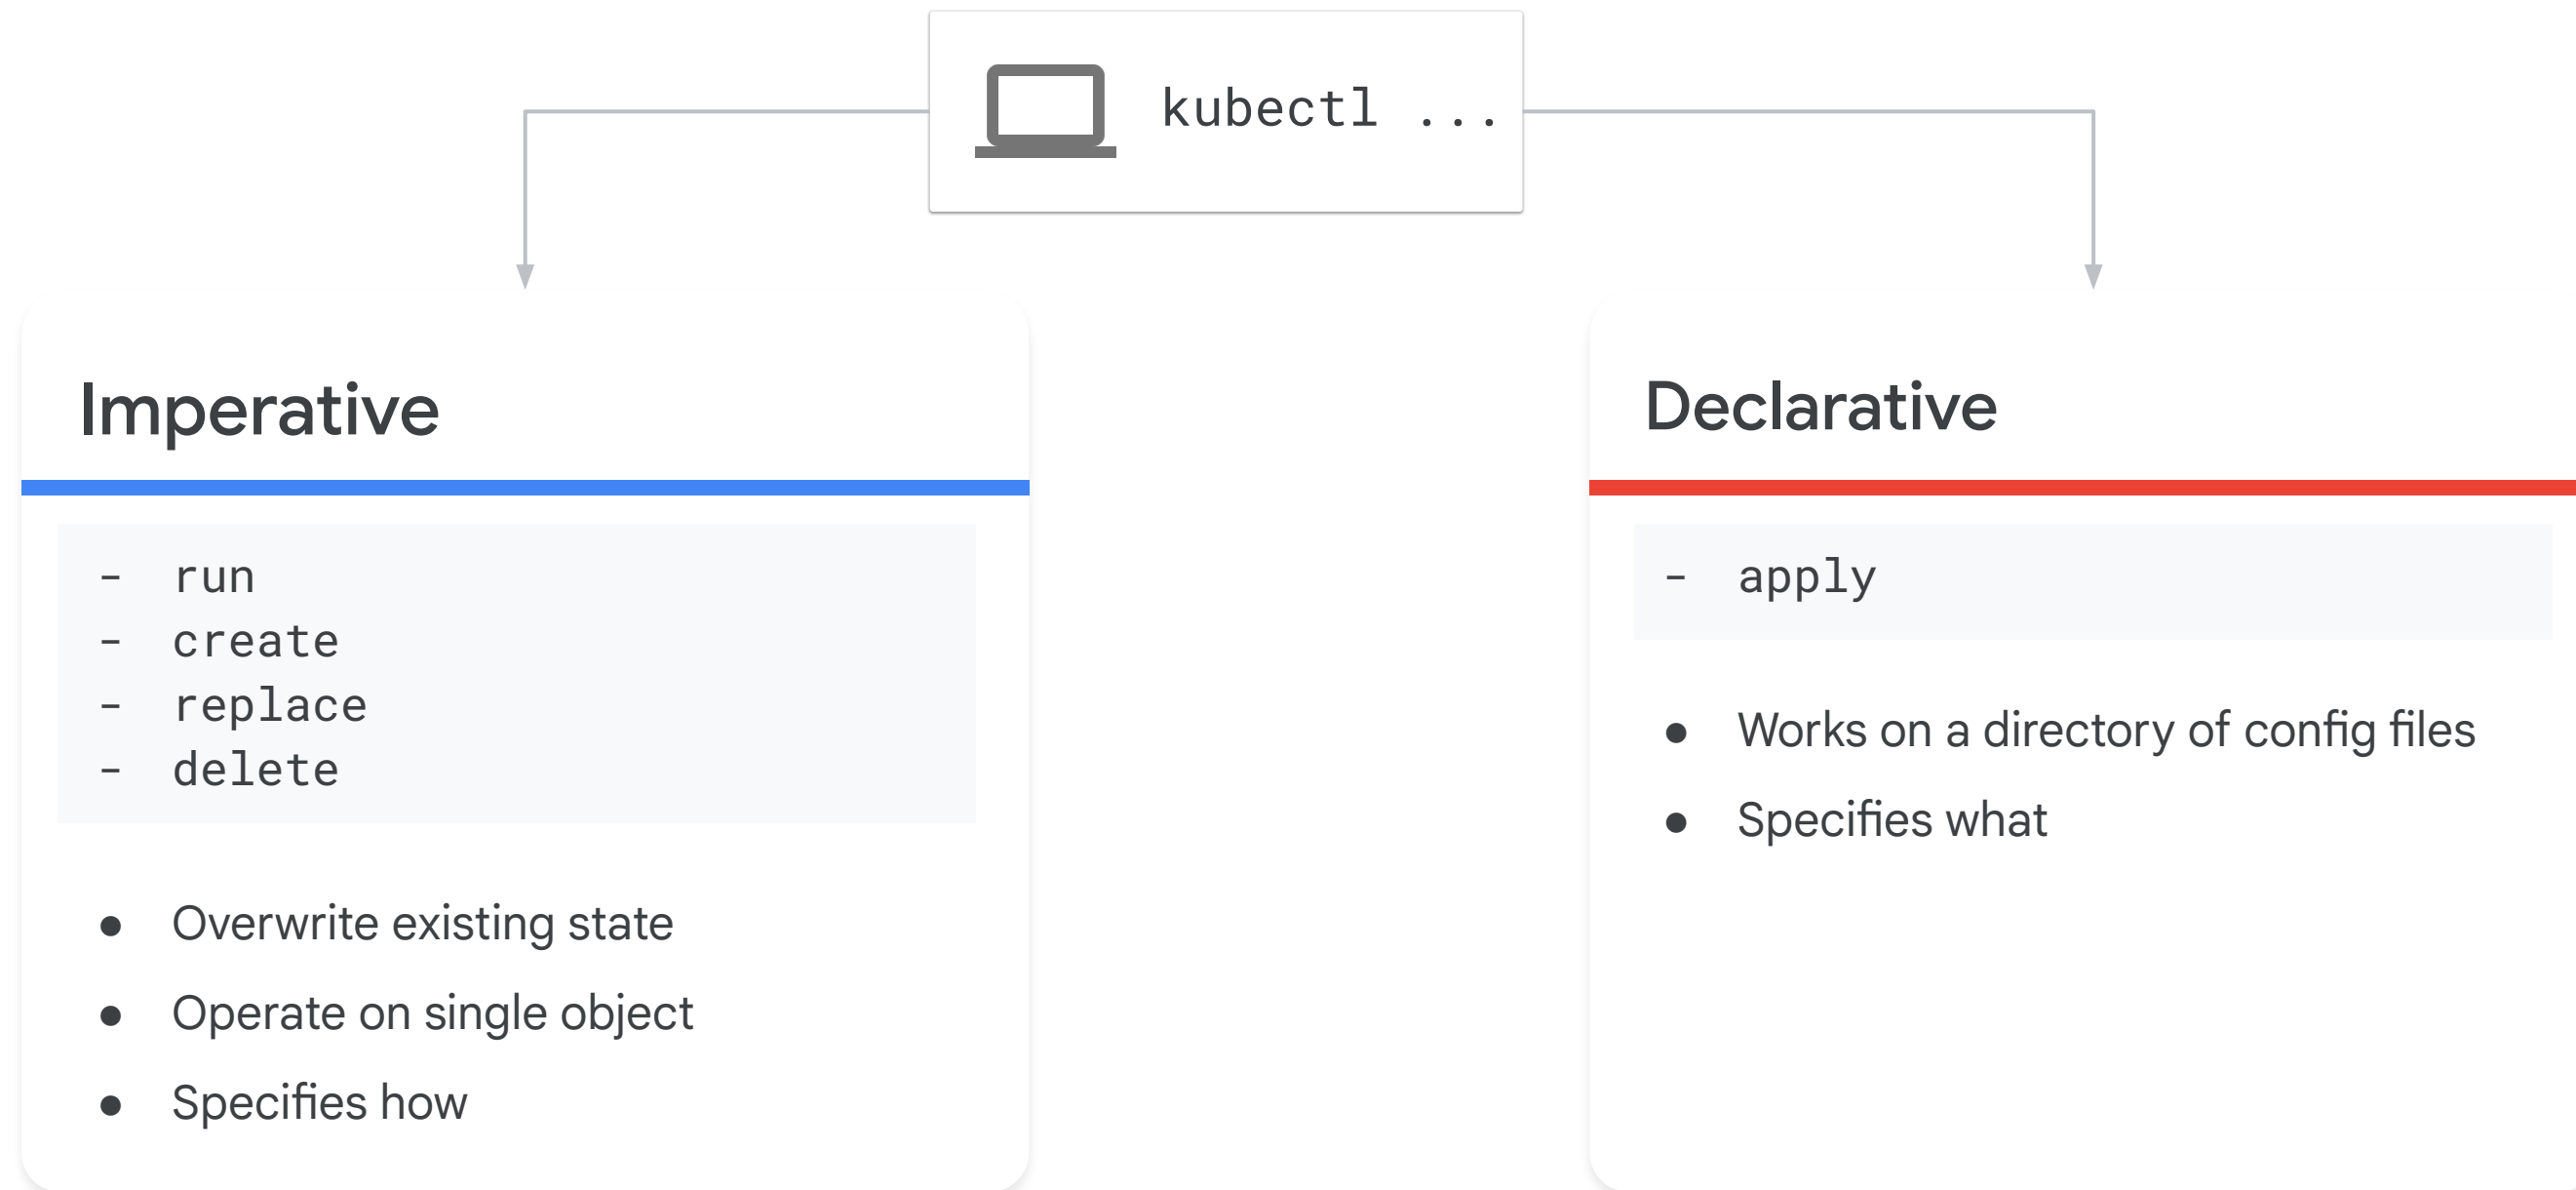 kubectl ...
Imperative
- run
- create
- replace
- delete
● Overwrite existing state
● Operate on single object
● Specifies how
Declarative
- apply
● Works on a directory of config files
● Specifies what